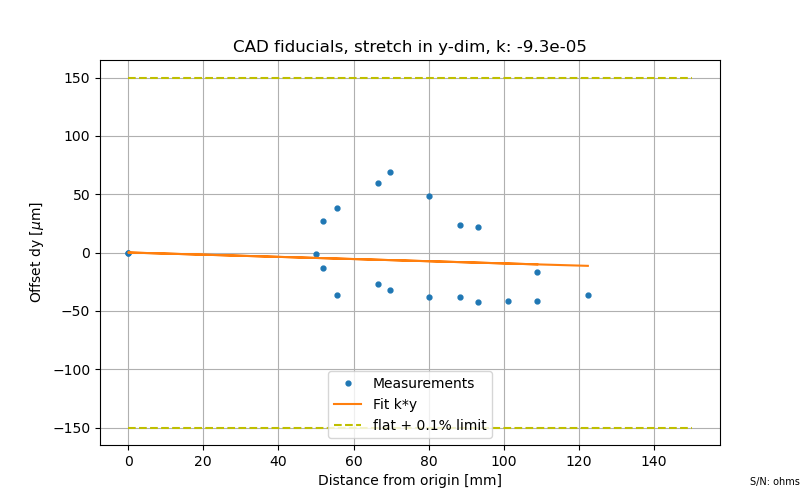 CAD fiducials, stretch in y-dim, k: -9.3e-05
150
100
50
0
−50
−100
−150
Offset dy [μm]
Measurements
Fit k*y
flat + 0.1% limit
0 20 40 60 80 100 120 140
Distance from origin [mm]
S/N: ohms